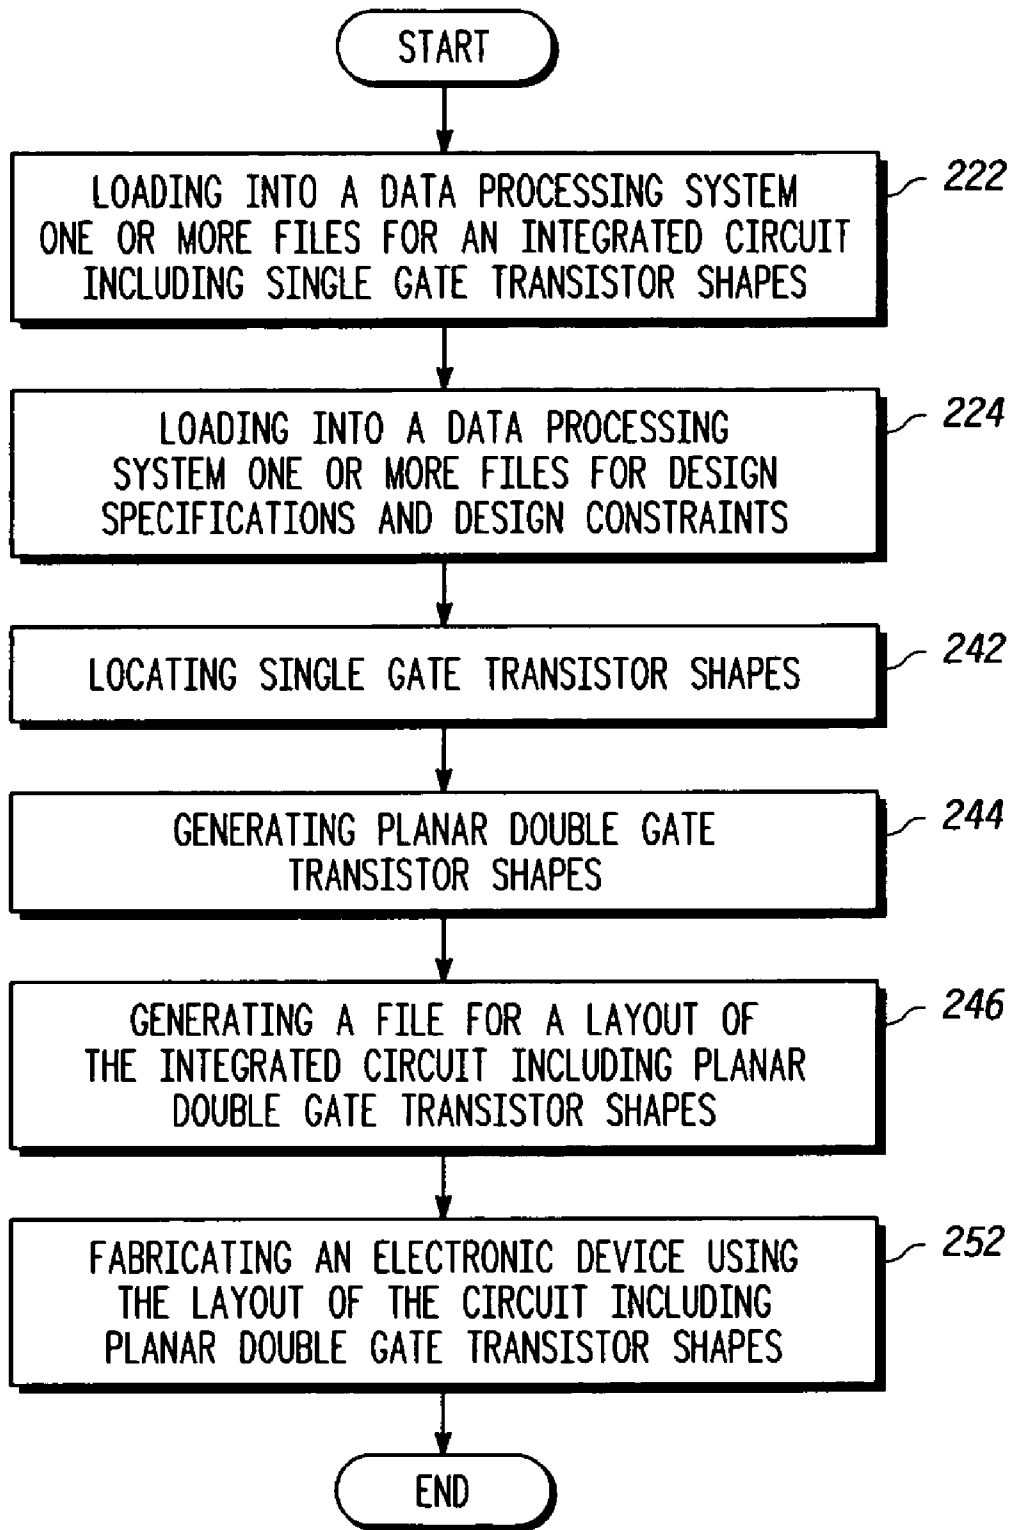 START
LOADING INTO A DATA PROCESSING SYSTEM
ONE OR MORE FILES FOR AN INTEGRATED CIRCUIT
INCLUDING SINGLE GATE TRANSISTOR SHAPES
222
LOADING INTO A DATA PROCESSING
SYSTEM ONE OR MORE FILES FOR DESIGN
SPECIFICATIONS AND DESIGN CONSTRAINTS
224
LOCATING SINGLE GATE TRANSISTOR SHAPES
242
GENERATING PLANAR DOUBLE GATE
TRANSISTOR SHAPES
244
GENERATING A FILE FOR A LAYOUT OF
THE INTEGRATED CIRCUIT INCLUDING PLANAR
DOUBLE GATE TRANSISTOR SHAPES
246
FABRICATING AN ELECTRONIC DEVICE USING
THE LAYOUT OF THE CIRCUIT INCLUDING
PLANAR DOUBLE GATE TRANSISTOR SHAPES
252
END